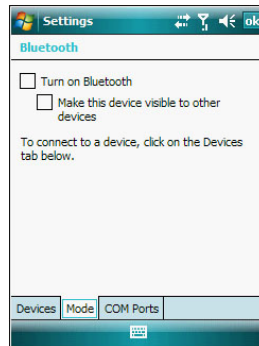 Settings
ok
Bluetooth
Turn on Bluetooth
Make this device visible to other
devices
To connect to a device, click on the Devices
tab below.
Devices Mode COM Ports